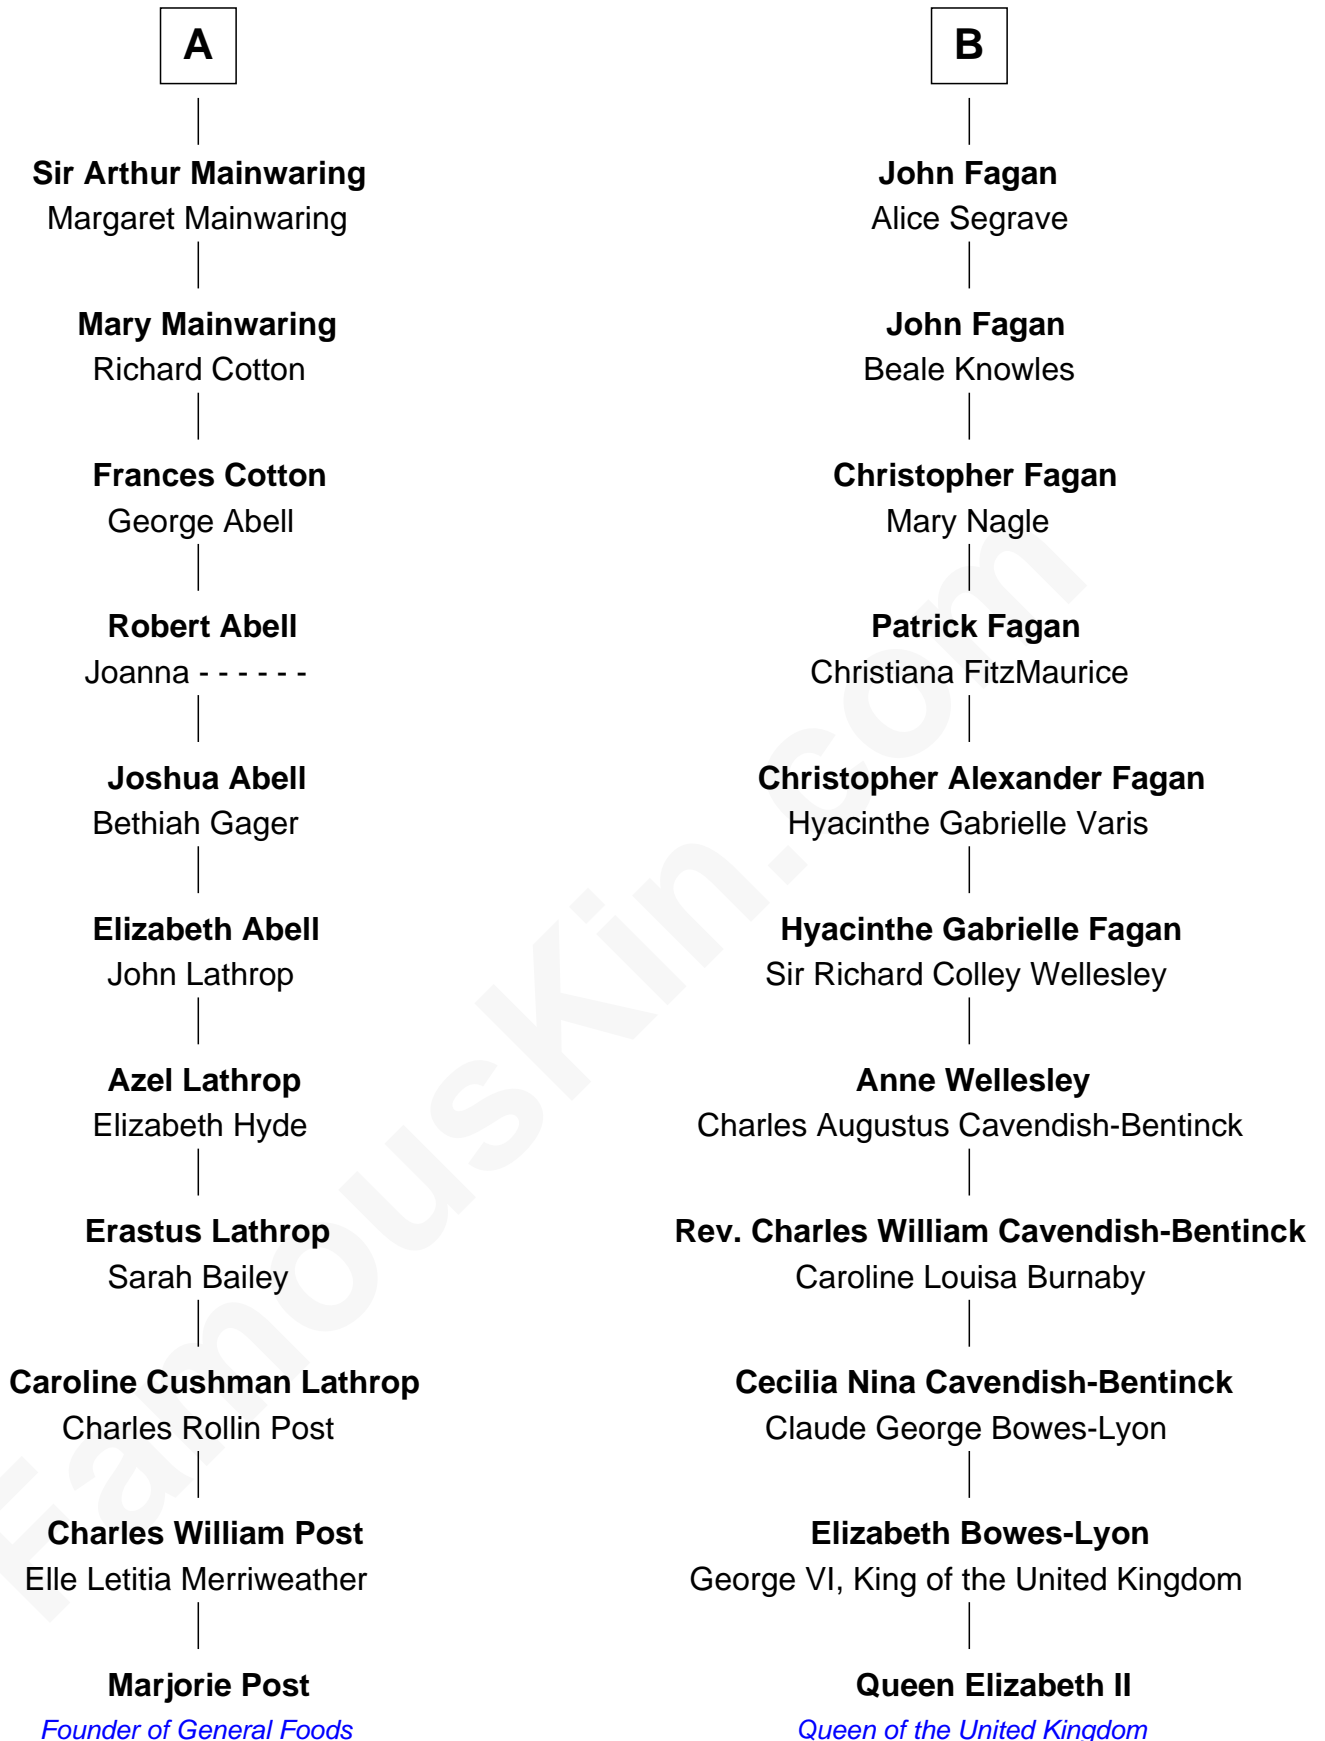 A
Sir Arthur Mainwaring
Margaret Mainwaring
Mary Mainwaring
Richard Cotton
Frances Cotton
George Abell
Robert Abell
Joanna - - - - - -
Joshua Abell
Bethiah Gager
Elizabeth Abell
John Lathrop
Azel Lathrop
Elizabeth Hyde
Erastus Lathrop
Sarah Bailey
Caroline Cushman Lathrop
Charles Rollin Post
Charles William Post
Elle Letitia Merriweather
Marjorie Post
Founder of General Foods
B
John Fagan
Alice Segrave
John Fagan
Beale Knowles
Christopher Fagan
Mary Nagle
Patrick Fagan
Christiana FitzMaurice
Christopher Alexander Fagan
Hyacinthe Gabrielle Varis
Hyacinthe Gabrielle Fagan
Sir Richard Colley Wellesley
Anne Wellesley
Charles Augustus Cavendish-Bentinck
Rev. Charles William Cavendish-Bentinck
Caroline Louisa Burnaby
Cecilia Nina Cavendish-Bentinck
Claude George Bowes-Lyon
Elizabeth Bowes-Lyon
George VI, King of the United Kingdom
Queen Elizabeth II
Queen of the United Kingdom
FamousKin.com